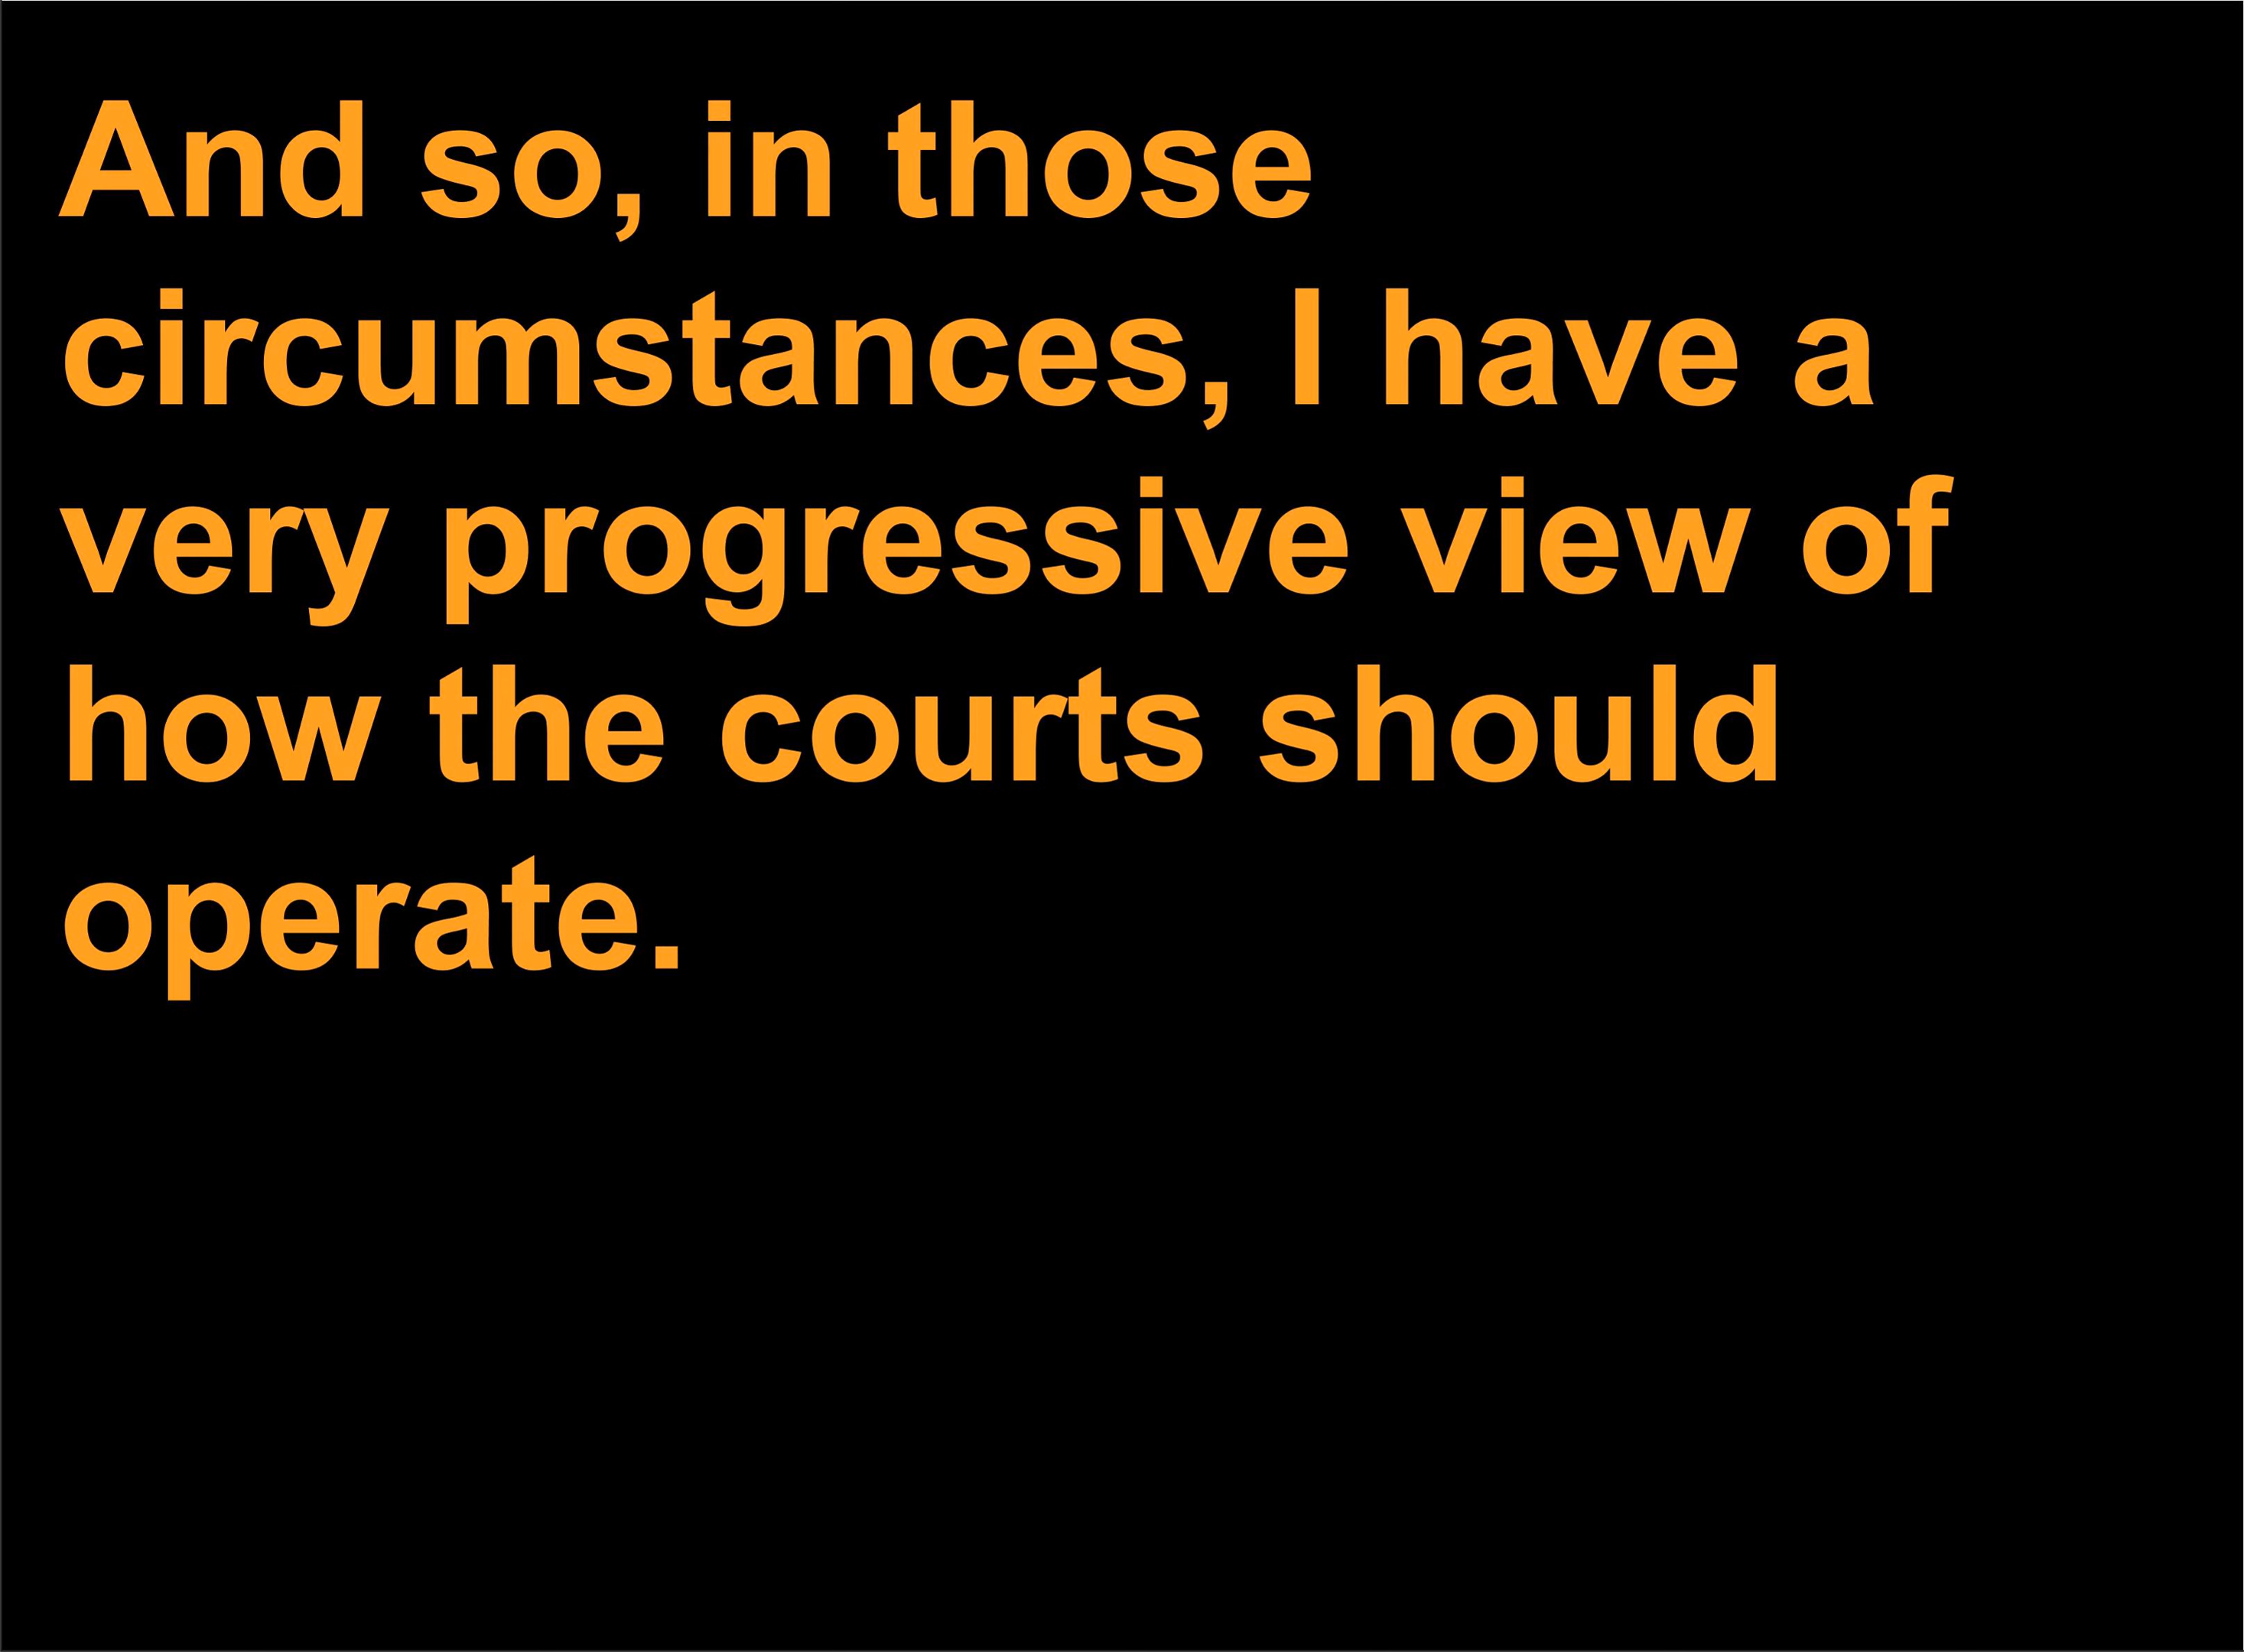 And so, in those
circumstances, I have a
very progressive view of
how the courts should
operate.